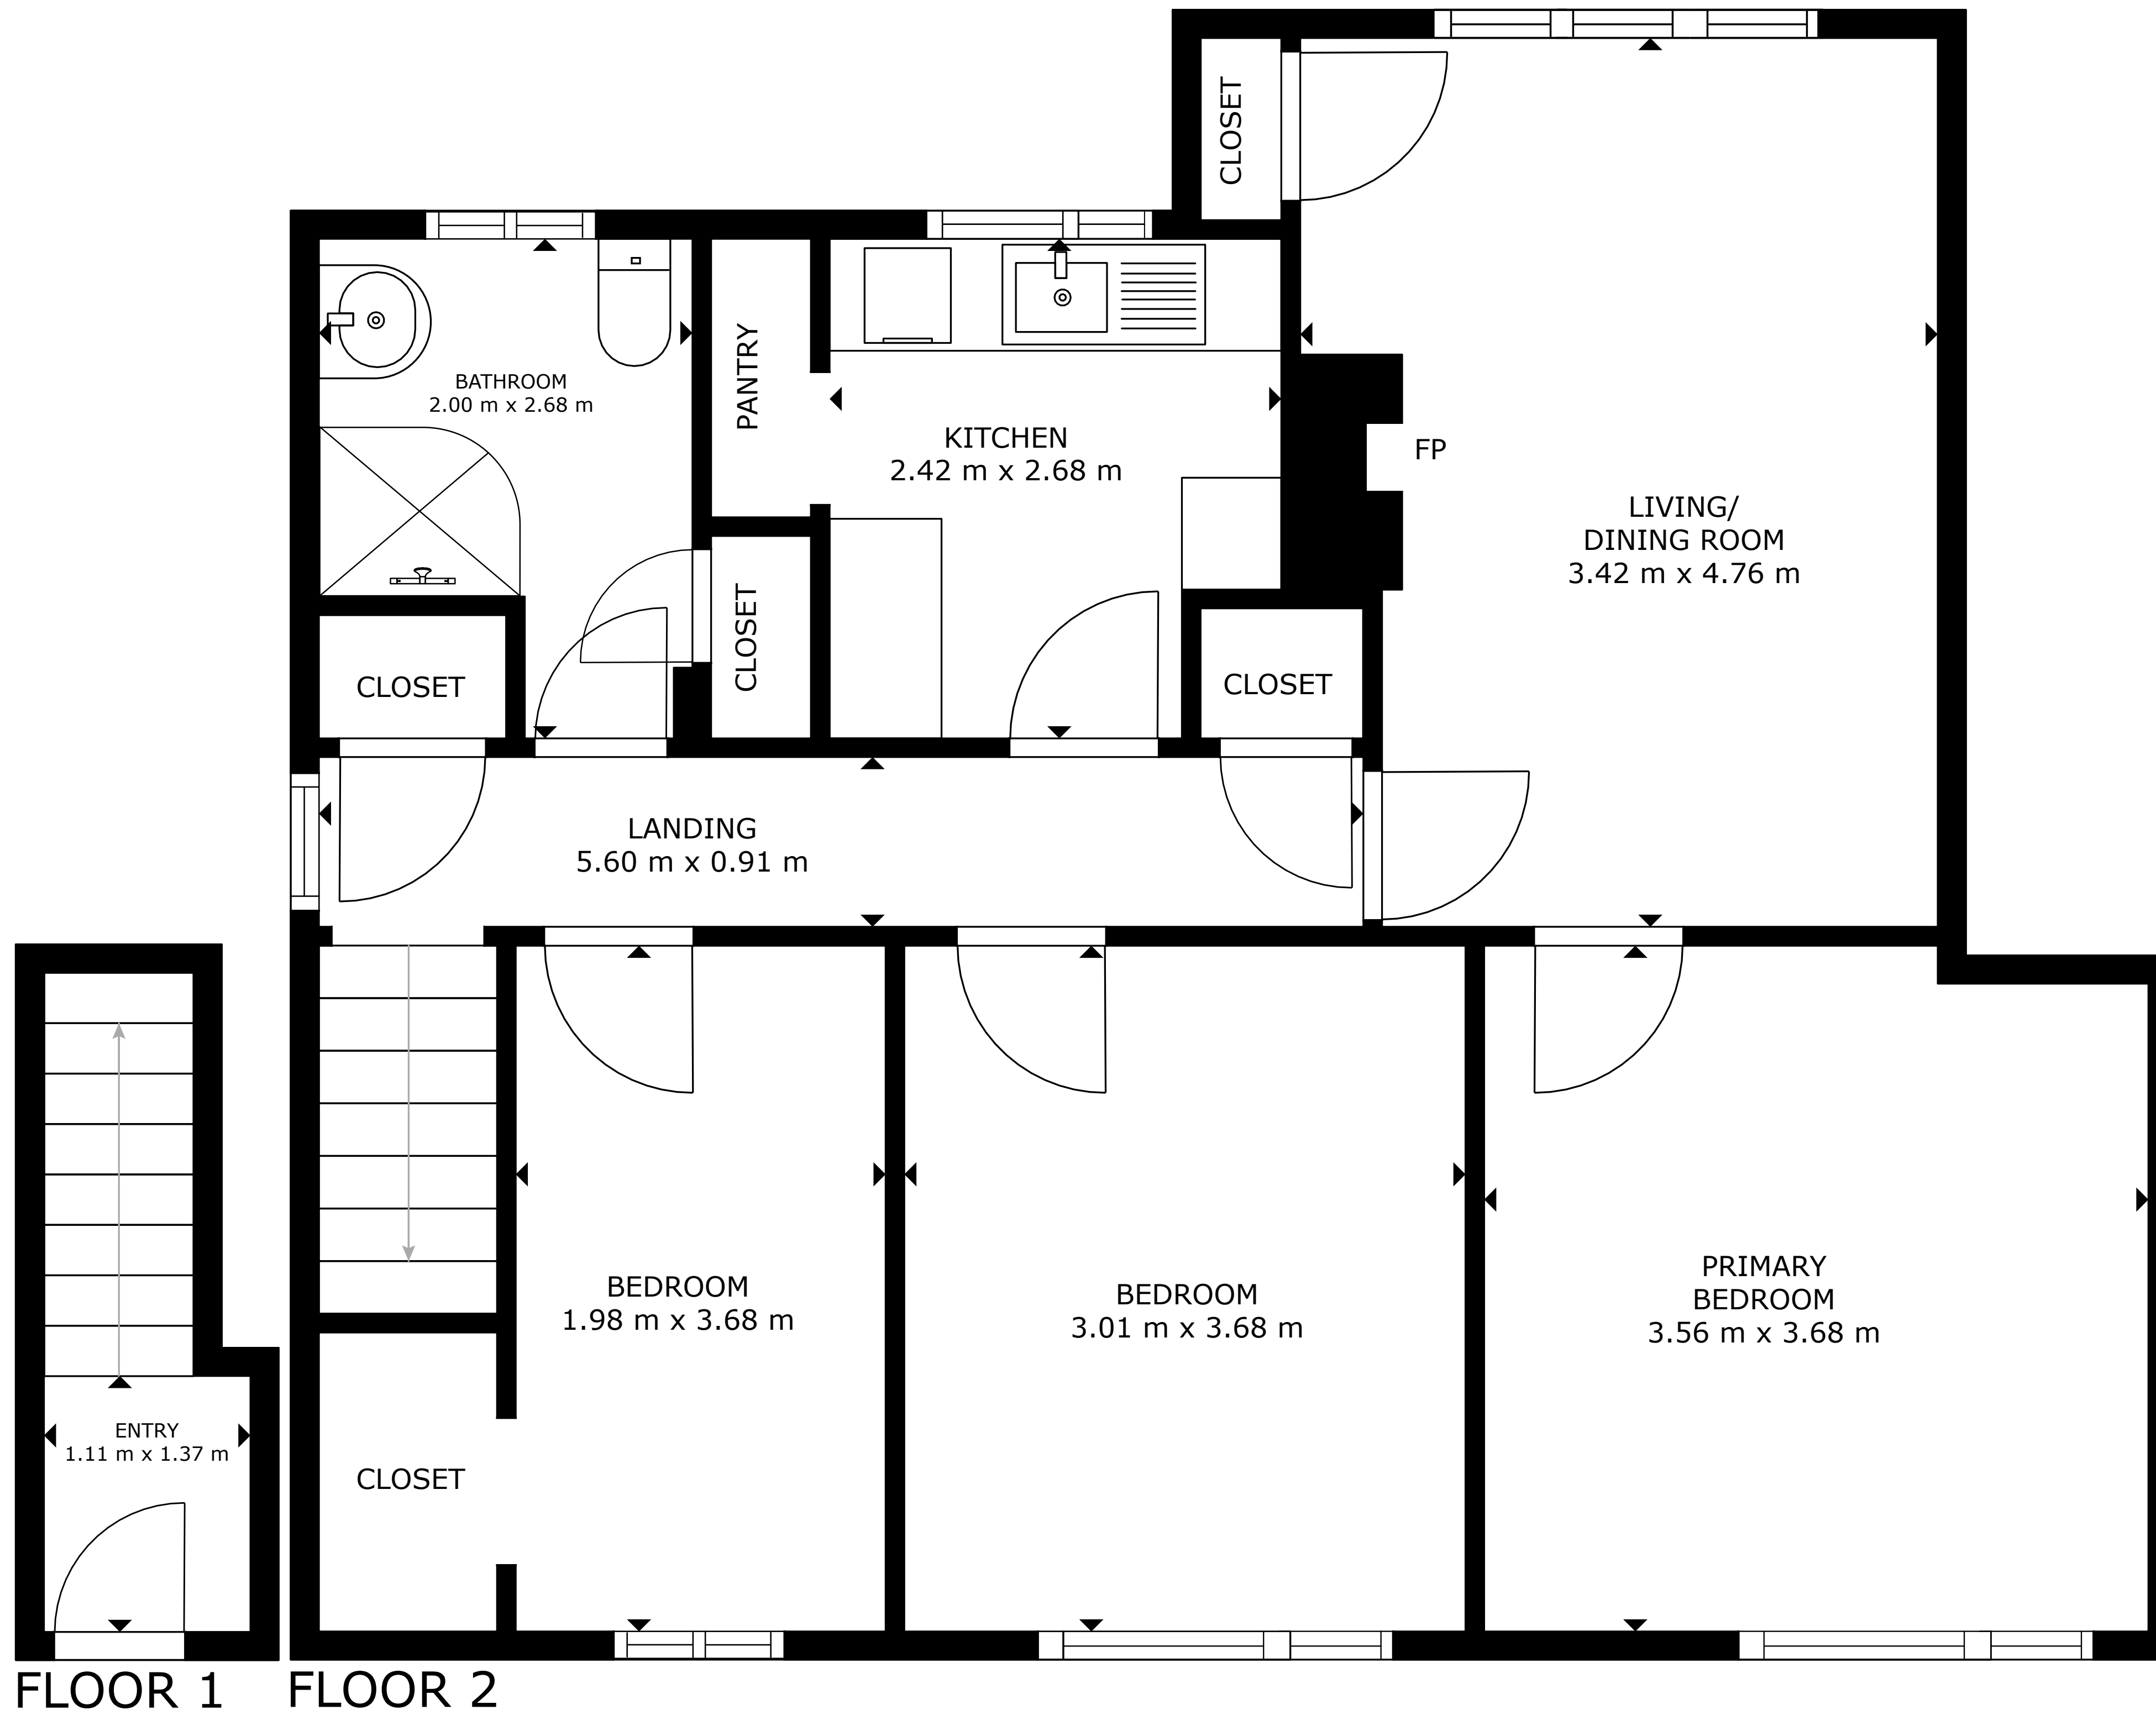 CLOSET
BATHROOM
2.00 m x 2.68 m
PANTRY
KITCHEN
2.42 m x 2.68 m
FP
LIVING/
DINING ROOM
3.42 m x 4.76 m
CLOSET
CLOSET
CLOSET
LANDING
5.60 m x 0.91 m
BEDROOM
1.98 m x 3.68 m
BEDROOM
3.01 m x 3.68 m
PRIMARY
BEDROOM
3.56 m x 3.68 m
ENTRY
1.11 m x 1.37 m
CLOSET
FLOOR 1
FLOOR 2